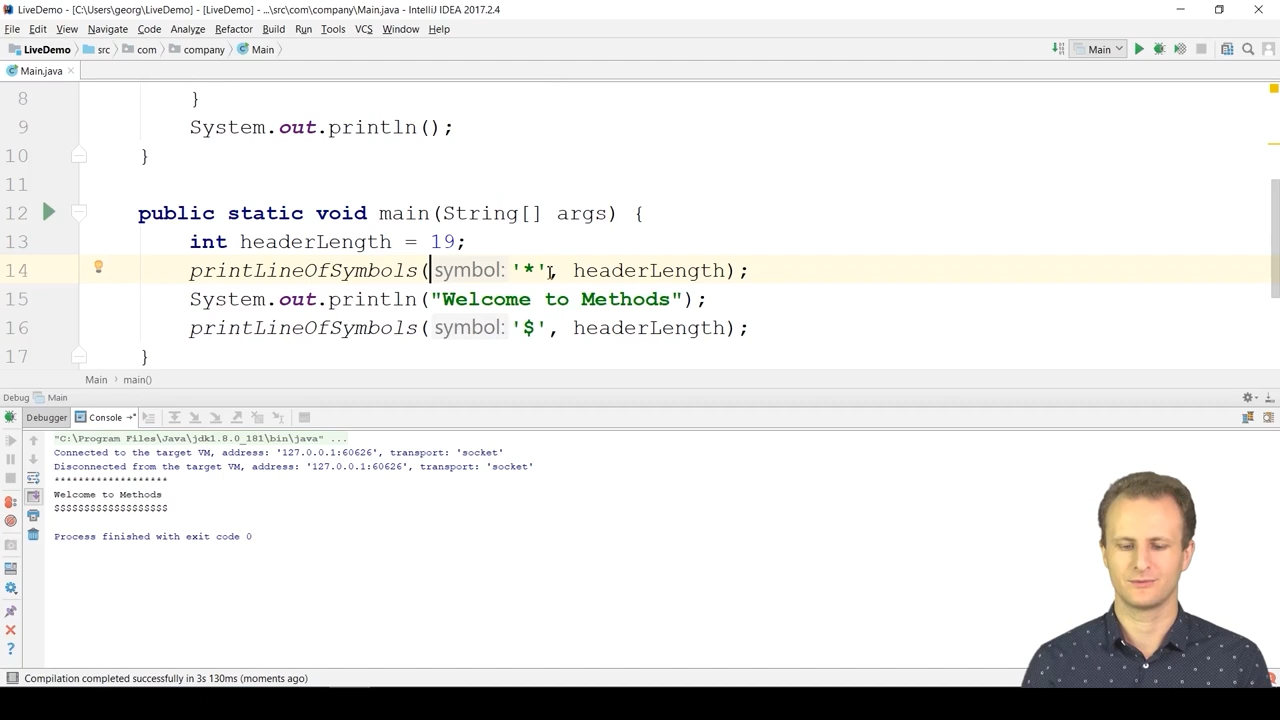 LiveDemo - [C:\Users\georg\LiveDemo] - [LiveDemo] - ...\src\com\company\Main.java - IntelliJ IDEA 2017.2.4
File Edit View Navigate Code Analyze Refactor Build Run Tools VCS Window Help
LiveDemo src com company Main Main
Main.java
8 }
9 System.out.println();
10 }
11
12 public static void main(String[] args) {
13 int headerLength = 19;
14 printLineOfSymbols( symbol: '*', headerLength);
15 System.out.println("Welcome to Methods");
16 printLineOfSymbols( symbol: '$', headerLength);
17 }
Main › main()
Debug Main
Debugger Console
"C:\Program Files\Java\jdk1.8.0_181\bin\java" ...
Connected to the target VM, address: '127.0.0.1:60626', transport: 'socket'
Disconnected from the target VM, address: '127.0.0.1:60626', transport: 'socket'
*******************
Welcome to Methods
$$$$$$$$$$$$$$$$$$$
Process finished with exit code 0
Compilation completed successfully in 3s 130ms (moments ago)